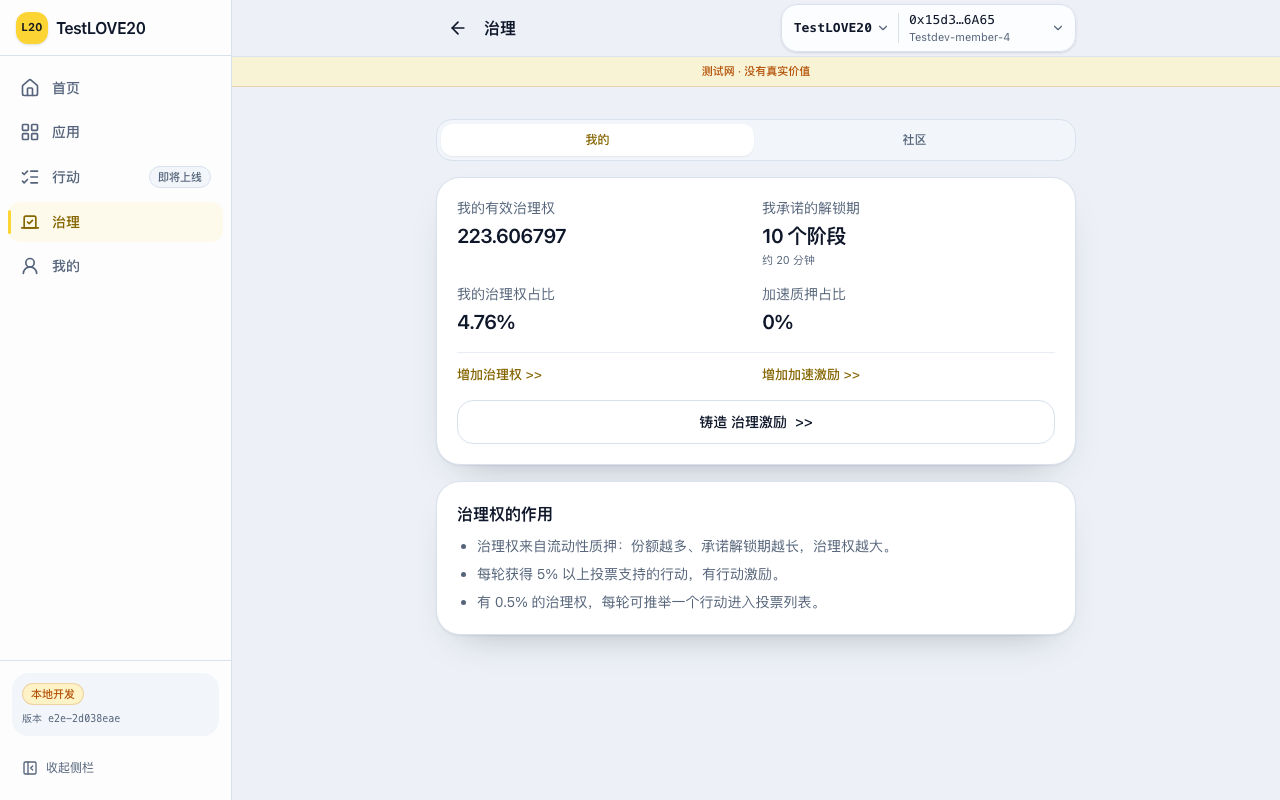 L20 TestLOVE20
首页
应用
行动 即将上线
治理
我的
本地开发
版本 e2e-2d038eae
收起侧栏
治理
TestLOVE20
0x15d3…6A65
Testdev-member-4
测试网 · 没有真实价值
我的 社区
我的有效治理权
223.606797
我承诺的解锁期
10 个阶段
约 20 分钟
我的治理权占比
4.76%
加速质押占比
0%
增加治理权 >>
增加加速激励 >>
铸造 治理激励 >>
治理权的作用
• 治理权来自流动性质押：份额越多、承诺解锁期越长，治理权越大。
• 每轮获得 5% 以上投票支持的行动，有行动激励。
• 有 0.5% 的治理权，每轮可推举一个行动进入投票列表。